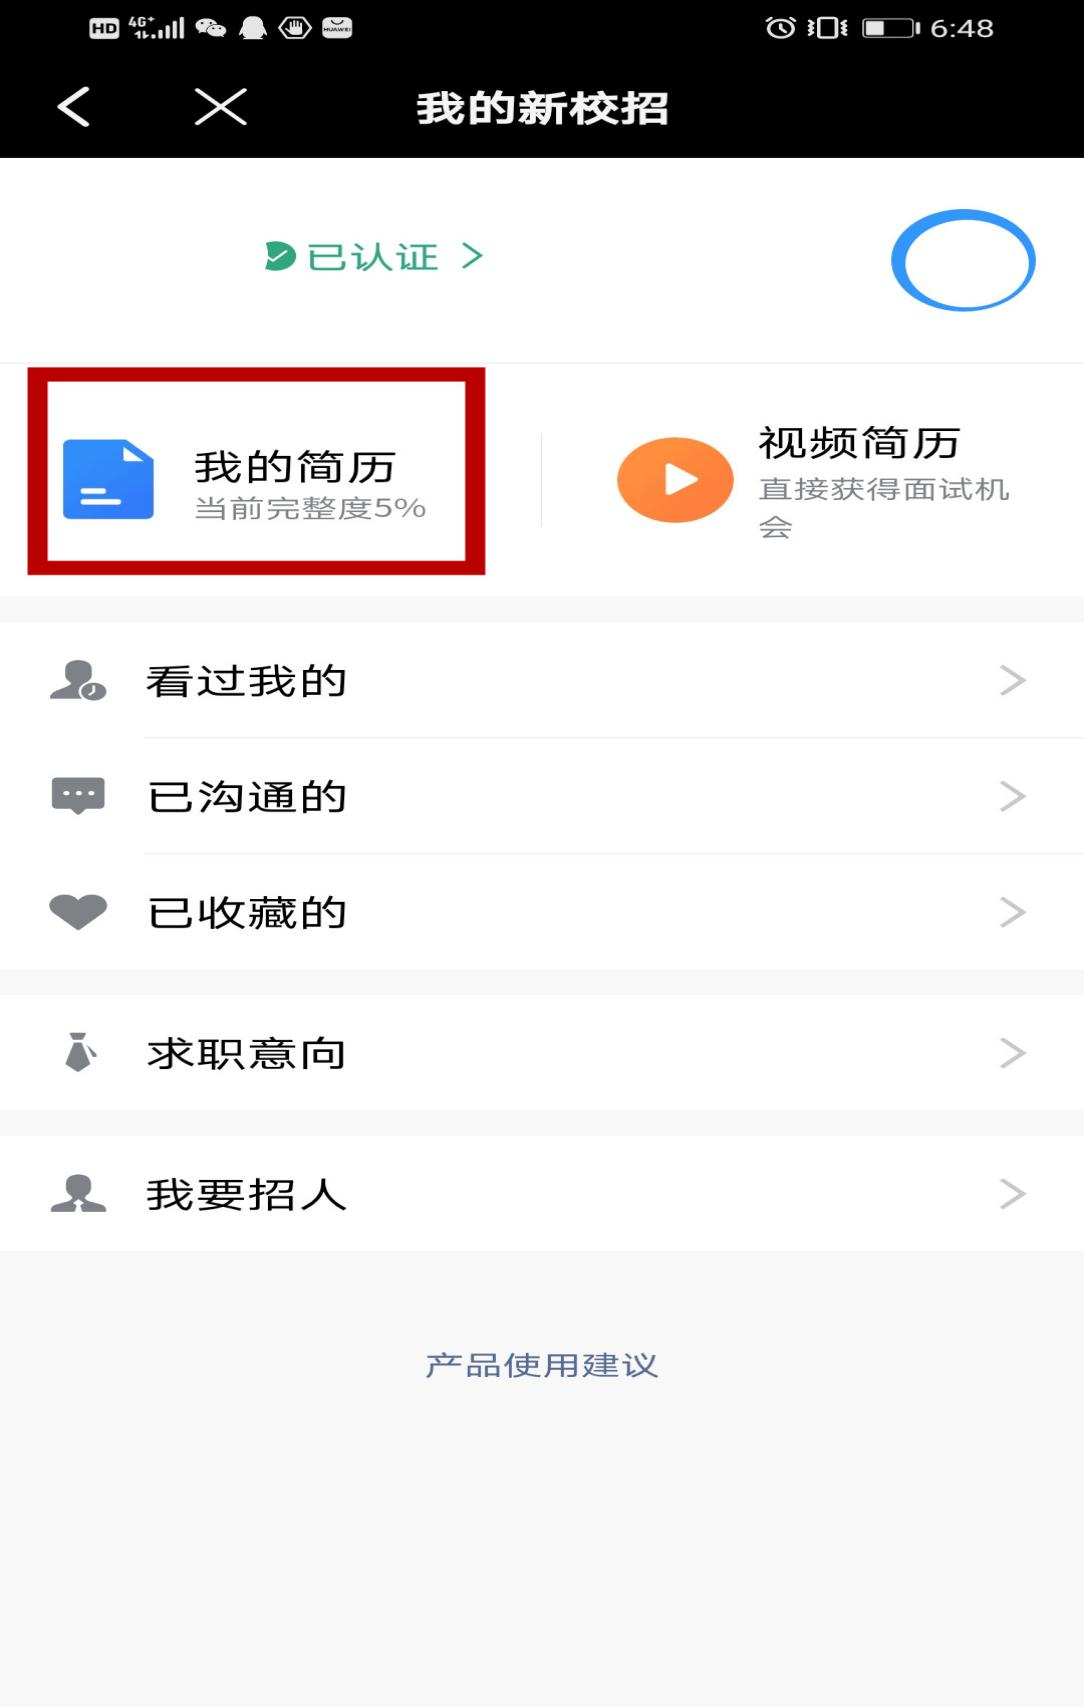 HD 4G+ HUAWEI 6:48
我的新校招
已认证
我的简历
当前完整度5%
视频简历
直接获得面试机
会
看过我的
已沟通的
已收藏的
求职意向
我要招人
产品使用建议